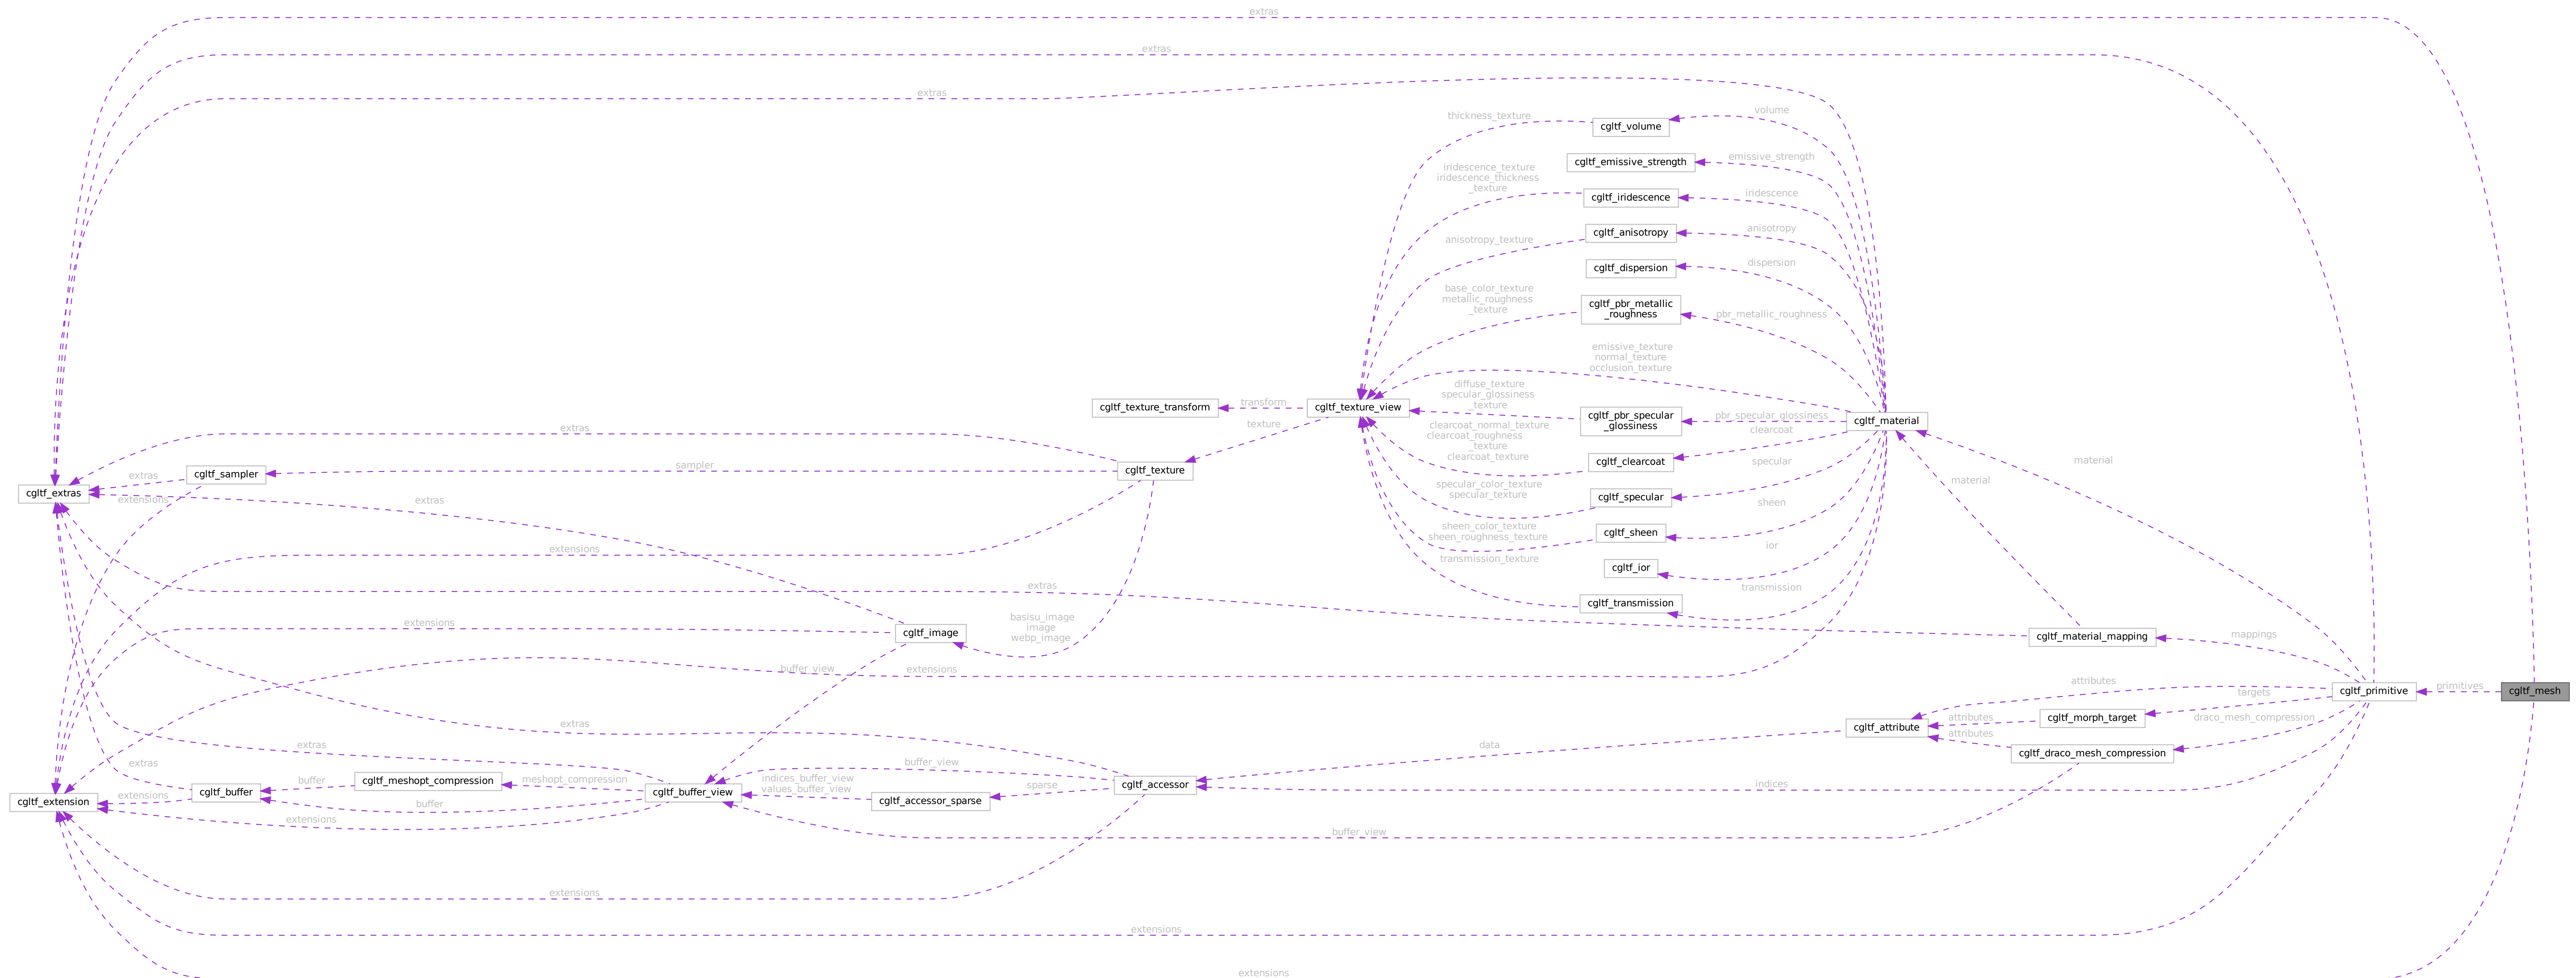 extras
extras
extras
volume
thickness_texture
cgltf_volume
emissive_strength
cgltf_emissive_strength
iridescence_texture
iridescence_thickness
_texture
iridescence
cgltf_iridescence
anisotropy
cgltf_anisotropy
anisotropy_texture
dispersion
cgltf_dispersion
base_color_texture
metallic_roughness
_texture
cgltf_pbr_metallic
_roughness
pbr_metallic_roughness
emissive_texture
normal_texture
occlusion_texture
diffuse_texture
specular_glossiness
_texture
transform
cgltf_texture_transform
cgltf_texture_view
cgltf_pbr_specular
_glossiness
pbr_specular_glossiness
cgltf_material
texture
extras
clearcoat_normal_texture
clearcoat_roughness
_texture
clearcoat_texture
clearcoat
cgltf_clearcoat
material
specular
sampler
cgltf_texture
cgltf_sampler
extras
material
specular_color_texture
specular_texture
cgltf_specular
cgltf_extras
extensions
extras
sheen
sheen_color_texture
sheen_roughness_texture
cgltf_sheen
ior
extensions
transmission_texture
cgltf_ior
extras
transmission
cgltf_transmission
basisu_image
image
webp_image
extensions
cgltf_image
mappings
cgltf_material_mapping
buffer_view
extensions
attributes
primitives
cgltf_primitive
cgltf_mesh
targets
extras
attributes
cgltf_morph_target
draco_mesh_compression
cgltf_attribute
attributes
data
extras
cgltf_draco_mesh_compression
extras
buffer_view
buffer
cgltf_meshopt_compression
meshopt_compression
indices_buffer_view
values_buffer_view
sparse
cgltf_accessor
indices
cgltf_buffer
cgltf_buffer_view
extensions
cgltf_extension
buffer
cgltf_accessor_sparse
extensions
buffer_view
extensions
extensions
extensions